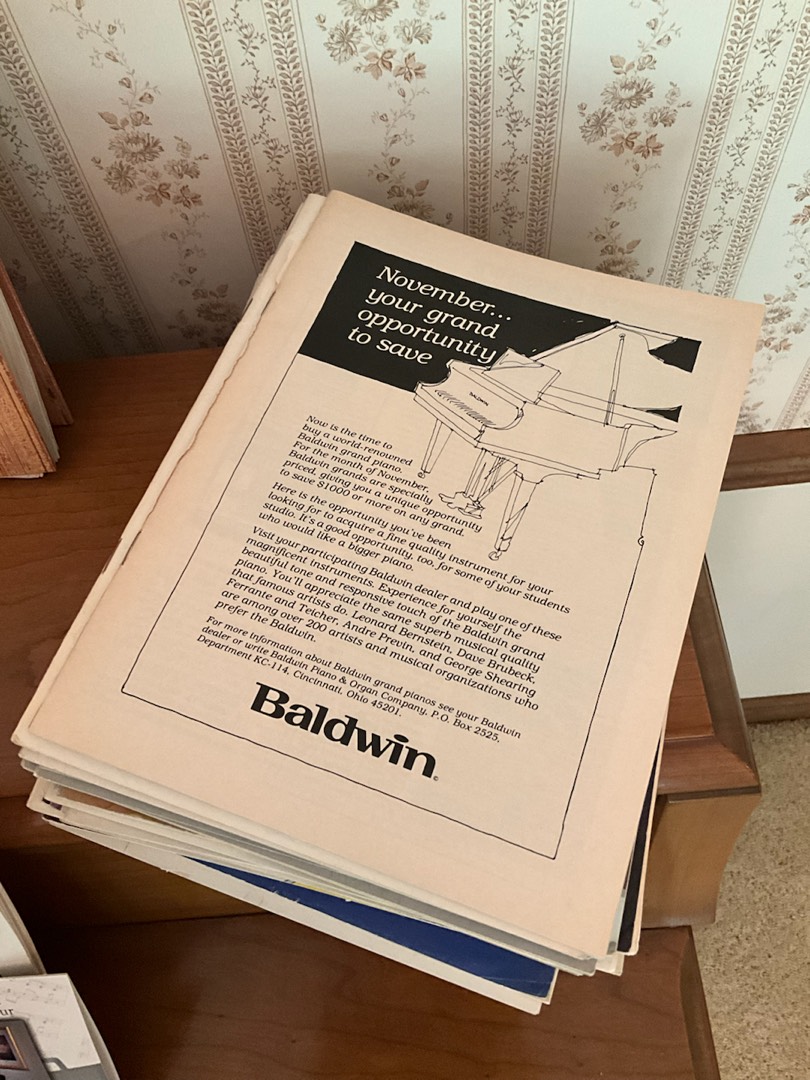 November...
your grand
opportunity
to save
BALDWIN
Now is the time to
buy a world-renowned
Baldwin grand piano.
For the month of November,
Baldwin grands are specially
priced, giving you a unique opportunity
to save $1000 or more on any grand.
Here is the opportunity you've been
looking for to acquire a fine quality instrument for your
studio. It's a good opportunity, too, for some of your students
who would like a bigger piano.
Visit your participating Baldwin dealer and play one of these
magnificent instruments. Experience for yourself the
beautiful tone and responsive touch of the Baldwin grand
piano. You'll appreciate the same superb musical quality
that famous artists do. Leonard Bernstein, Dave Brubeck,
Ferrante and Teicher, Andre Previn, and George Shearing
are among over 200 artists and musical organizations who
prefer the Baldwin.
For more information about Baldwin grand pianos see your Baldwin
dealer or write Baldwin Piano & Organ Company, P.O. Box 2525,
Department KC-114, Cincinnati, Ohio 45201.
Baldwin®